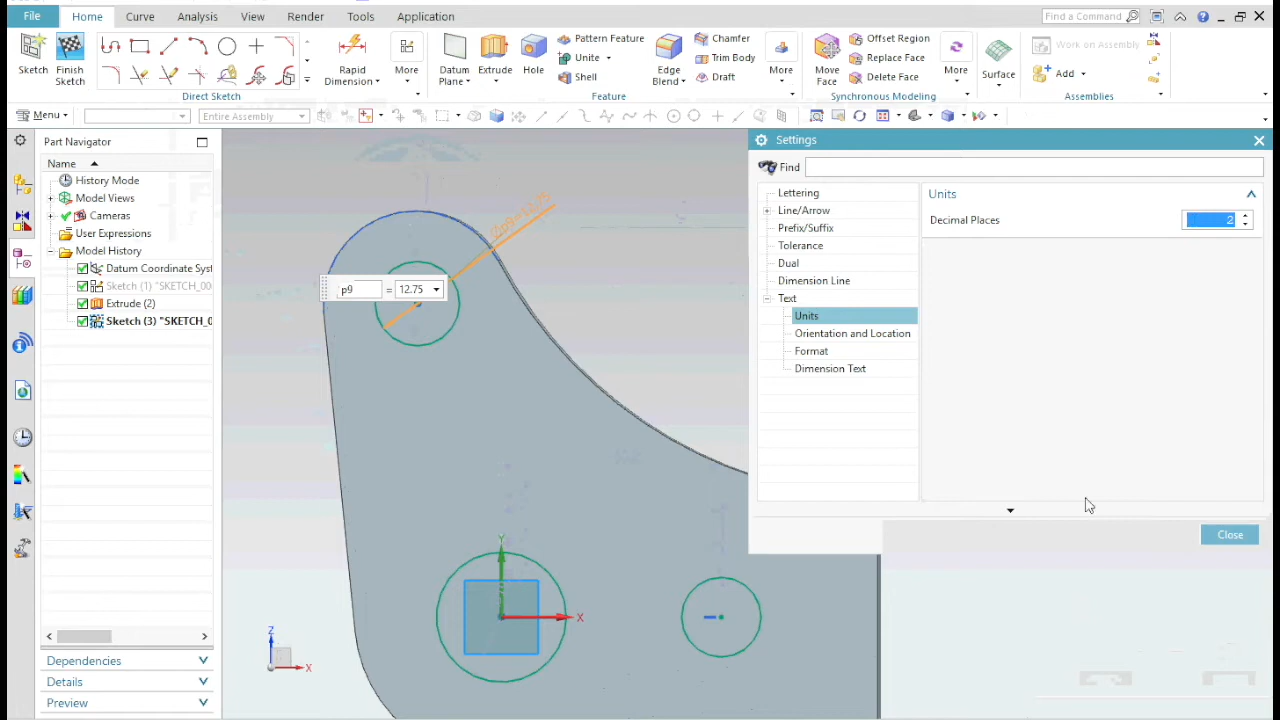 File Home Curve Analysis View Render Tools Application Find a Command
Sketch Finish Sketch Rapid Dimension More Datum Plane Extrude Hole Pattern Feature Unite Shell Edge Blend Chamfer Trim Body Draft More Move Face Offset Region Replace Face Delete Face More Surface Work on Assembly Add
Direct Sketch Feature Synchronous Modeling Assemblies
Menu Entire Assembly
Part Navigator
Name
History Mode
Model Views
Cameras
User Expressions
Model History
Datum Coordinate Syst
Sketch (1) "SKETCH_00
Extrude (2)
Sketch (3) "SKETCH_0
Dependencies
Details
Preview
p9 = 12.75
Y
X
Z
X
Settings
Find
Lettering
Line/Arrow
Prefix/Suffix
Tolerance
Dual
Dimension Line
Text
Units
Orientation and Location
Format
Dimension Text
Units
Decimal Places 2
Close